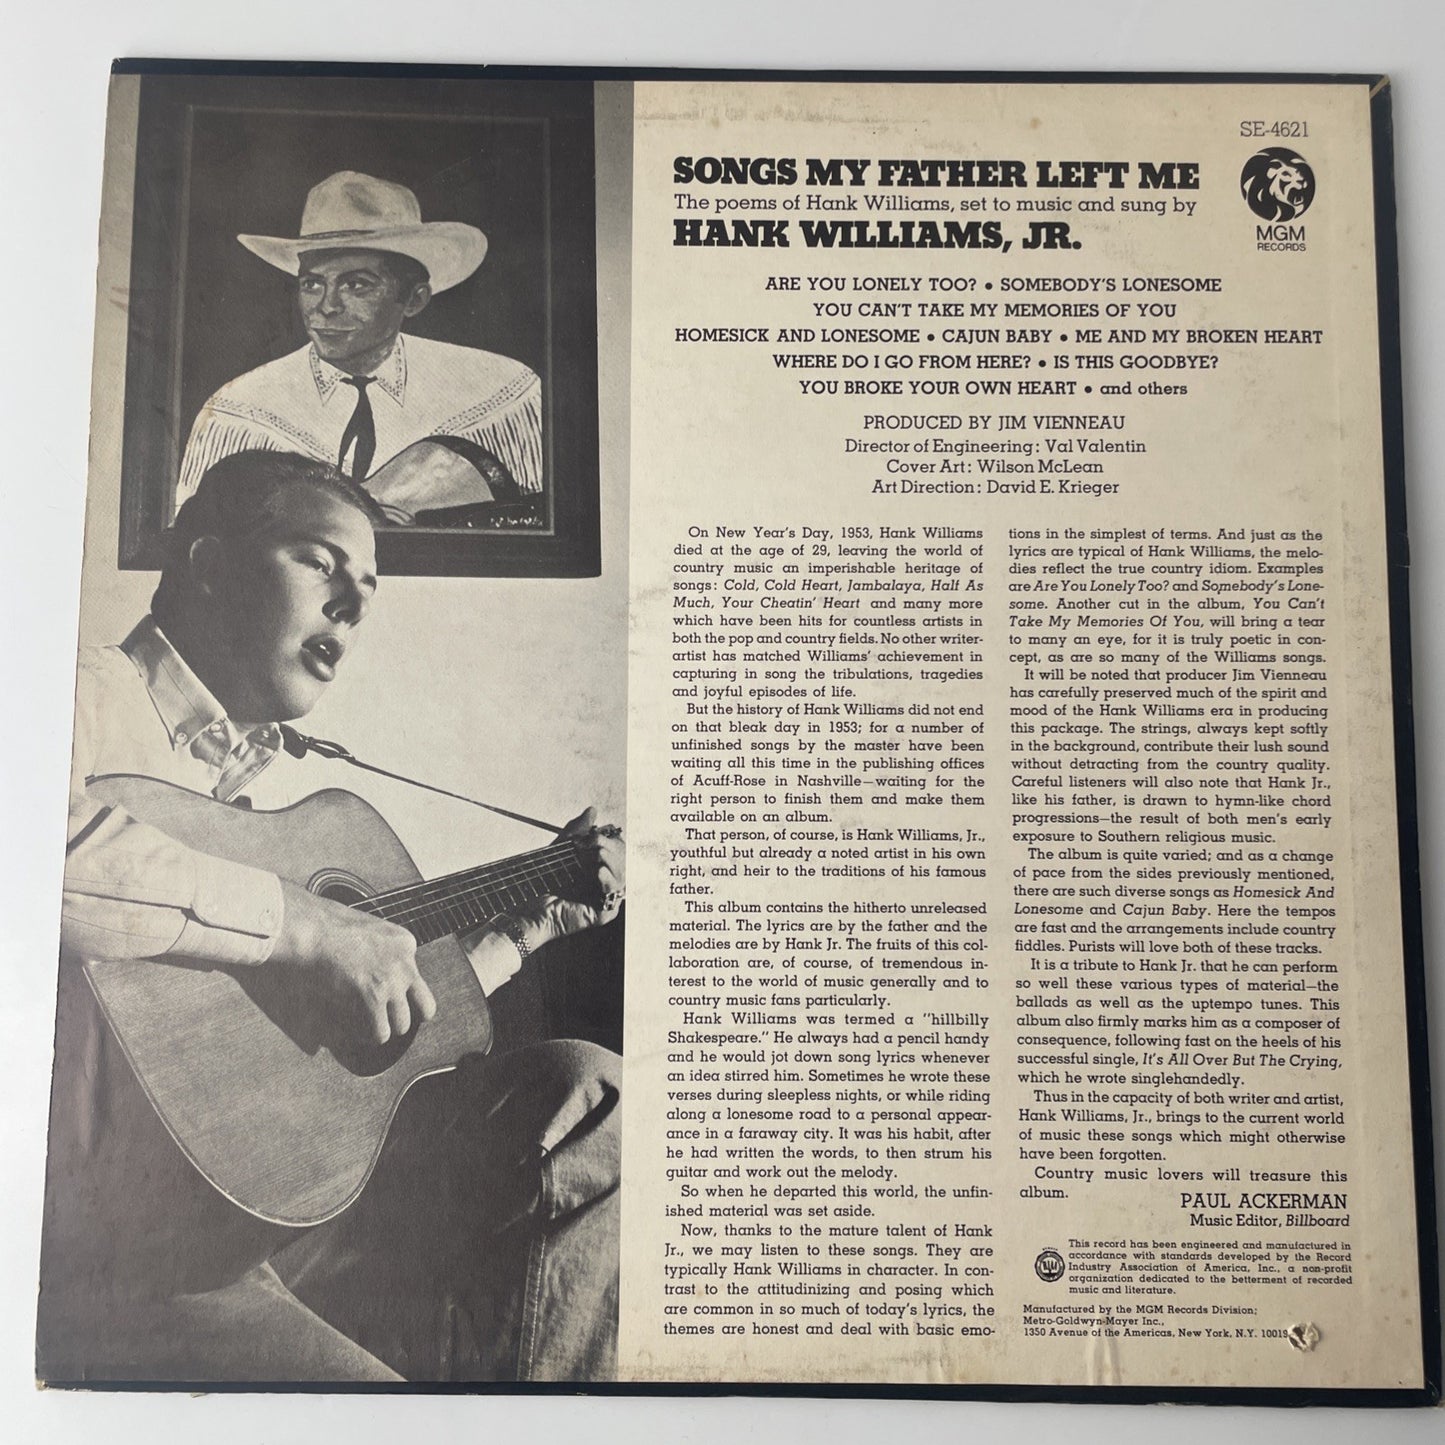 SE-4621
SONGS MY FATHER LEFT ME
The poems of Hank Williams, set to music and sung by
HANK WILLIAMS, JR.
MGM
RECORDS
ARE YOU LONELY TOO? • SOMEBODY'S LONESOME
YOU CAN'T TAKE MY MEMORIES OF YOU
HOMESICK AND LONESOME • CAJUN BABY • ME AND MY BROKEN HEART
WHERE DO I GO FROM HERE? • IS THIS GOODBYE?
YOU BROKE YOUR OWN HEART • and others
PRODUCED BY JIM VIENNEAU
Director of Engineering: Val Valentin
Cover Art: Wilson McLean
Art Direction: David E. Krieger
On New Year's Day, 1953, Hank Williams
died at the age of 29, leaving the world of
country music an imperishable heritage of
songs: Cold, Cold Heart, Jambalaya, Half As
Much, Your Cheatin' Heart and many more
which have been hits for countless artists in
both the pop and country fields. No other writer-
artist has matched Williams' achievement in
capturing in song the tribulations, tragedies
and joyful episodes of life.
But the history of Hank Williams did not end
on that bleak day in 1953; for a number of
unfinished songs by the master have been
waiting all this time in the publishing offices
of Acuff-Rose in Nashville—waiting for the
right person to finish them and make them
available on an album.
That person, of course, is Hank Williams, Jr.,
youthful but already a noted artist in his own
right, and heir to the traditions of his famous
father.
This album contains the hitherto unreleased
material. The lyrics are by the father and the
melodies are by Hank Jr. The fruits of this col-
laboration are, of course, of tremendous in-
terest to the world of music generally and to
country music fans particularly.
Hank Williams was termed a "hillbilly
Shakespeare." He always had a pencil handy
and he would jot down song lyrics whenever
an idea stirred him. Sometimes he wrote these
verses during sleepless nights, or while riding
along a lonesome road to a personal appear-
ance in a faraway city. It was his habit, after
he had written the words, to then strum his
guitar and work out the melody.
So when he departed this world, the unfin-
ished material was set aside.
Now, thanks to the mature talent of Hank
Jr., we may listen to these songs. They are
typically Hank Williams in character. In con-
trast to the attitudinizing and posing which
are common in so much of today's lyrics, the
themes are honest and deal with basic emo-
tions in the simplest of terms. And just as the
lyrics are typical of Hank Williams, the melo-
dies reflect the true country idiom. Examples
are Are You Lonely Too? and Somebody's Lone-
some. Another cut in the album, You Can't
Take My Memories Of You, will bring a tear
to many an eye, for it is truly poetic in con-
cept, as are so many of the Williams songs.
It will be noted that producer Jim Vienneau
has carefully preserved much of the spirit and
mood of the Hank Williams era in producing
this package. The strings, always kept softly
in the background, contribute their lush sound
without detracting from the country quality.
Careful listeners will also note that Hank Jr.,
like his father, is drawn to hymn-like chord
progressions—the result of both men's early
exposure to Southern religious music.
The album is quite varied; and as a change
of pace from the sides previously mentioned,
there are such diverse songs as Homesick And
Lonesome and Cajun Baby. Here the tempos
are fast and the arrangements include country
fiddles. Purists will love both of these tracks.
It is a tribute to Hank Jr. that he can perform
so well these various types of material—the
ballads as well as the uptempo tunes. This
album also firmly marks him as a composer of
consequence, following fast on the heels of his
successful single, It's All Over But The Crying,
which he wrote singlehandedly.
Thus in the capacity of both writer and artist,
Hank Williams, Jr., brings to the current world
of music these songs which might otherwise
have been forgotten.
Country music lovers will treasure this
album.
PAUL ACKERMAN
Music Editor, Billboard
This record has been engineered and manufactured in
accordance with standards developed by the Record
Industry Association of America, Inc., a non-profit
organization dedicated to the betterment of recorded
music and literature.
Manufactured by the MGM Records Division;
Metro-Goldwyn-Mayer Inc.,
1350 Avenue of the Americas, New York, N.Y. 10019